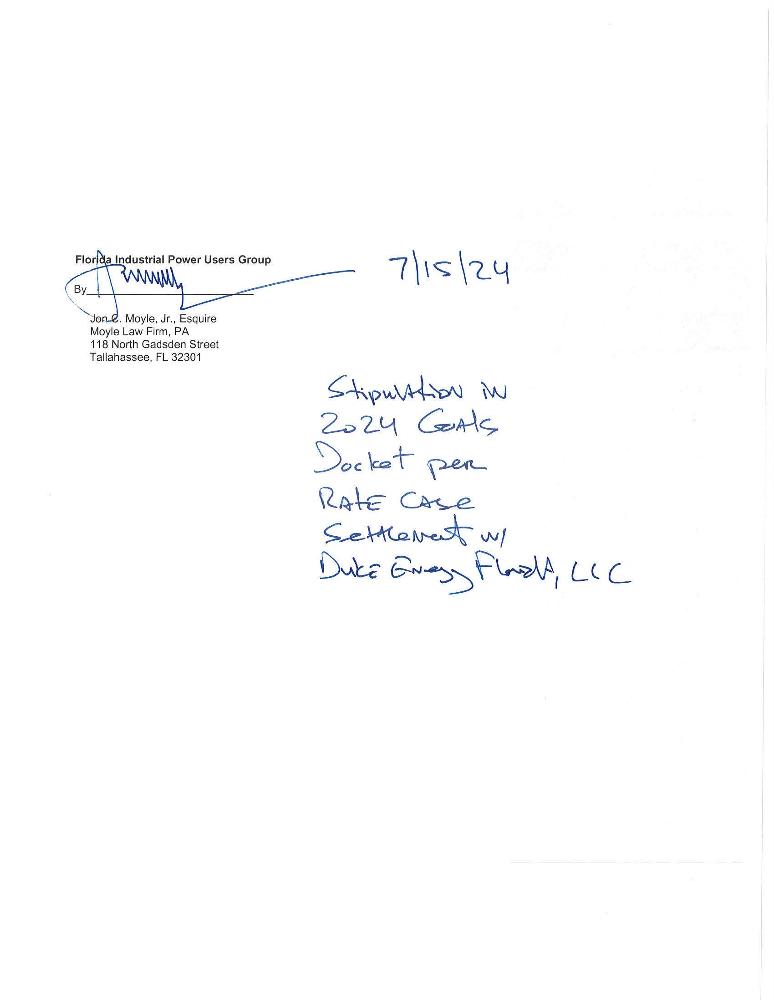 Florida Industrial Power Users Group
7/15/24
By
Jon C. Moyle, Jr., Esquire
Moyle Law Firm, PA
118 North Gadsden Street
Tallahassee, FL 32301
Stipulation in
2024 Goals
Docket per
Rate Case
Settlement w/
Duke Energy Florida, LLC